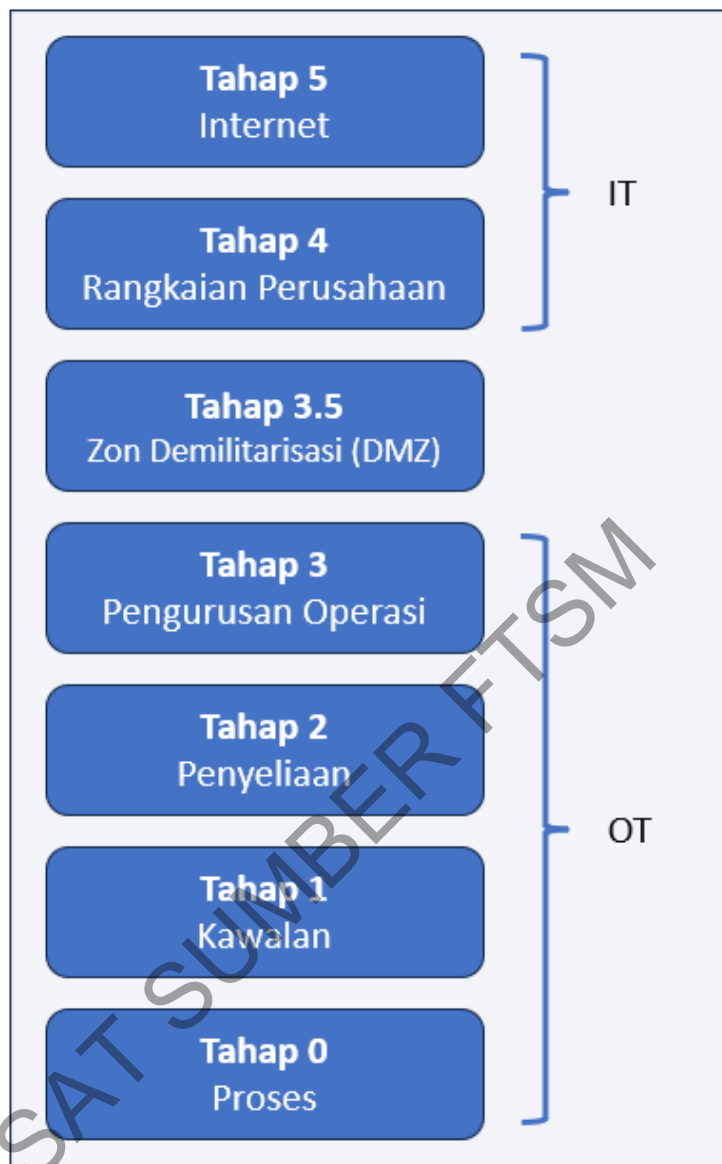 Tahap 5
Internet
IT
Tahap 4
Rangkaian Perusahaan
Tahap 3.5
Zon Demilitarisasi (DMZ)
Tahap 3
Pengurusan Operasi
Tahap 2
Penyeliaan
OT
Tahap 1
Kawalan
Tahap 0
Proses
SAT SUMBER FTSM